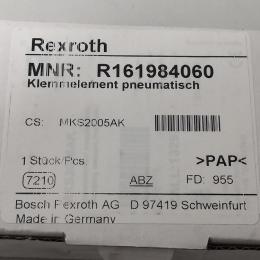 Rexroth
MNR: R161984060
Klemmelement pneumatisch
CS: MKS2005AK
1 Stück/Pcs. >PAP<
7210 ABZ FD: 955
Bosch Rexroth AG D 97419 Schweinfurt
Made in Germany